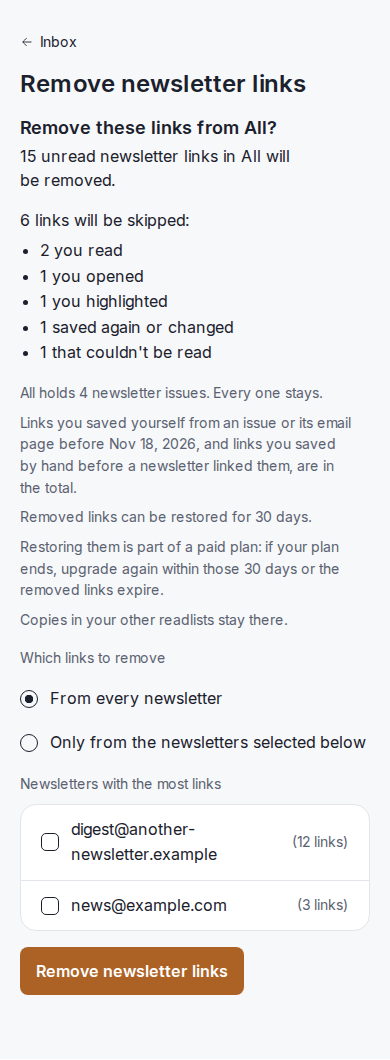 ← Inbox
Remove newsletter links
Remove these links from All?
15 unread newsletter links in All will
be removed.
6 links will be skipped:
• 2 you read
• 1 you opened
• 1 you highlighted
• 1 saved again or changed
• 1 that couldn't be read
All holds 4 newsletter issues. Every one stays.
Links you saved yourself from an issue or its email
page before Nov 18, 2026, and links you saved
by hand before a newsletter linked them, are in
the total.
Removed links can be restored for 30 days.
Restoring them is part of a paid plan: if your plan
ends, upgrade again within those 30 days or the
removed links expire.
Copies in your other readlists stay there.
Which links to remove
From every newsletter
Only from the newsletters selected below
Newsletters with the most links
digest@another-
newsletter.example
(12 links)
news@example.com (3 links)
Remove newsletter links